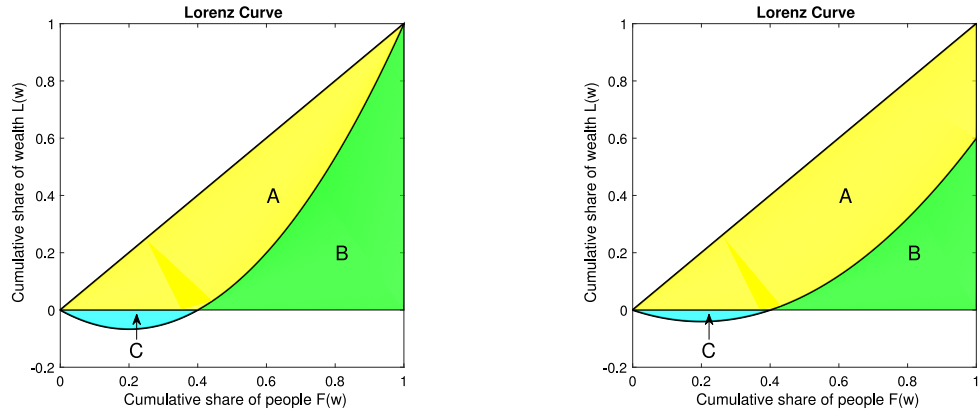 Lorenz Curve
1
0.8
0.6
0.4
0.2
0
-0.2
Cumulative share of wealth L(w)
A
B
C
0 0.2 0.4 0.6 0.8 1
Cumulative share of people F(w)
Lorenz Curve
1
0.8
0.6
0.4
0.2
0
-0.2
Cumulative share of wealth L(w)
A
B
C
0 0.2 0.4 0.6 0.8 1
Cumulative share of people F(w)